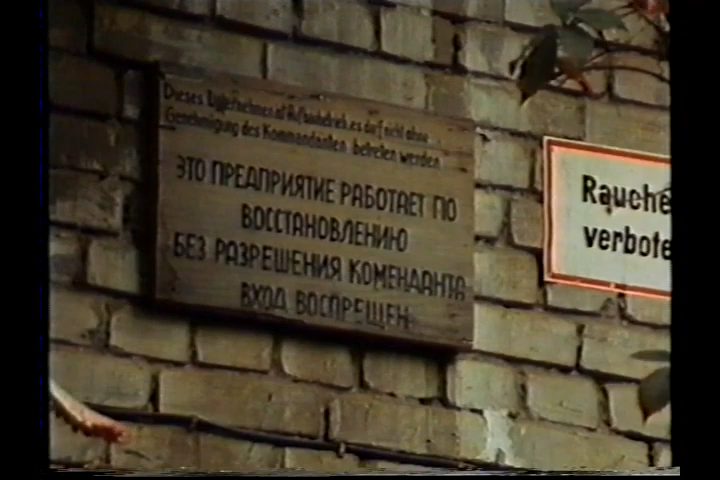 Dieses Unternehmen ist Aufbaubetrieb, es darf nicht ohne
Genehmigung des Kommandanten betreten werden
ЭТО ПРЕДПРИЯТИЕ РАБОТАЕТ ПО
ВОССТАНОВЛЕНИЮ
БЕЗ РАЗРЕШЕНИЯ КОМЕНДАНТА
ВХОД ВОСПРЕЩЕН
Rauche
verbote